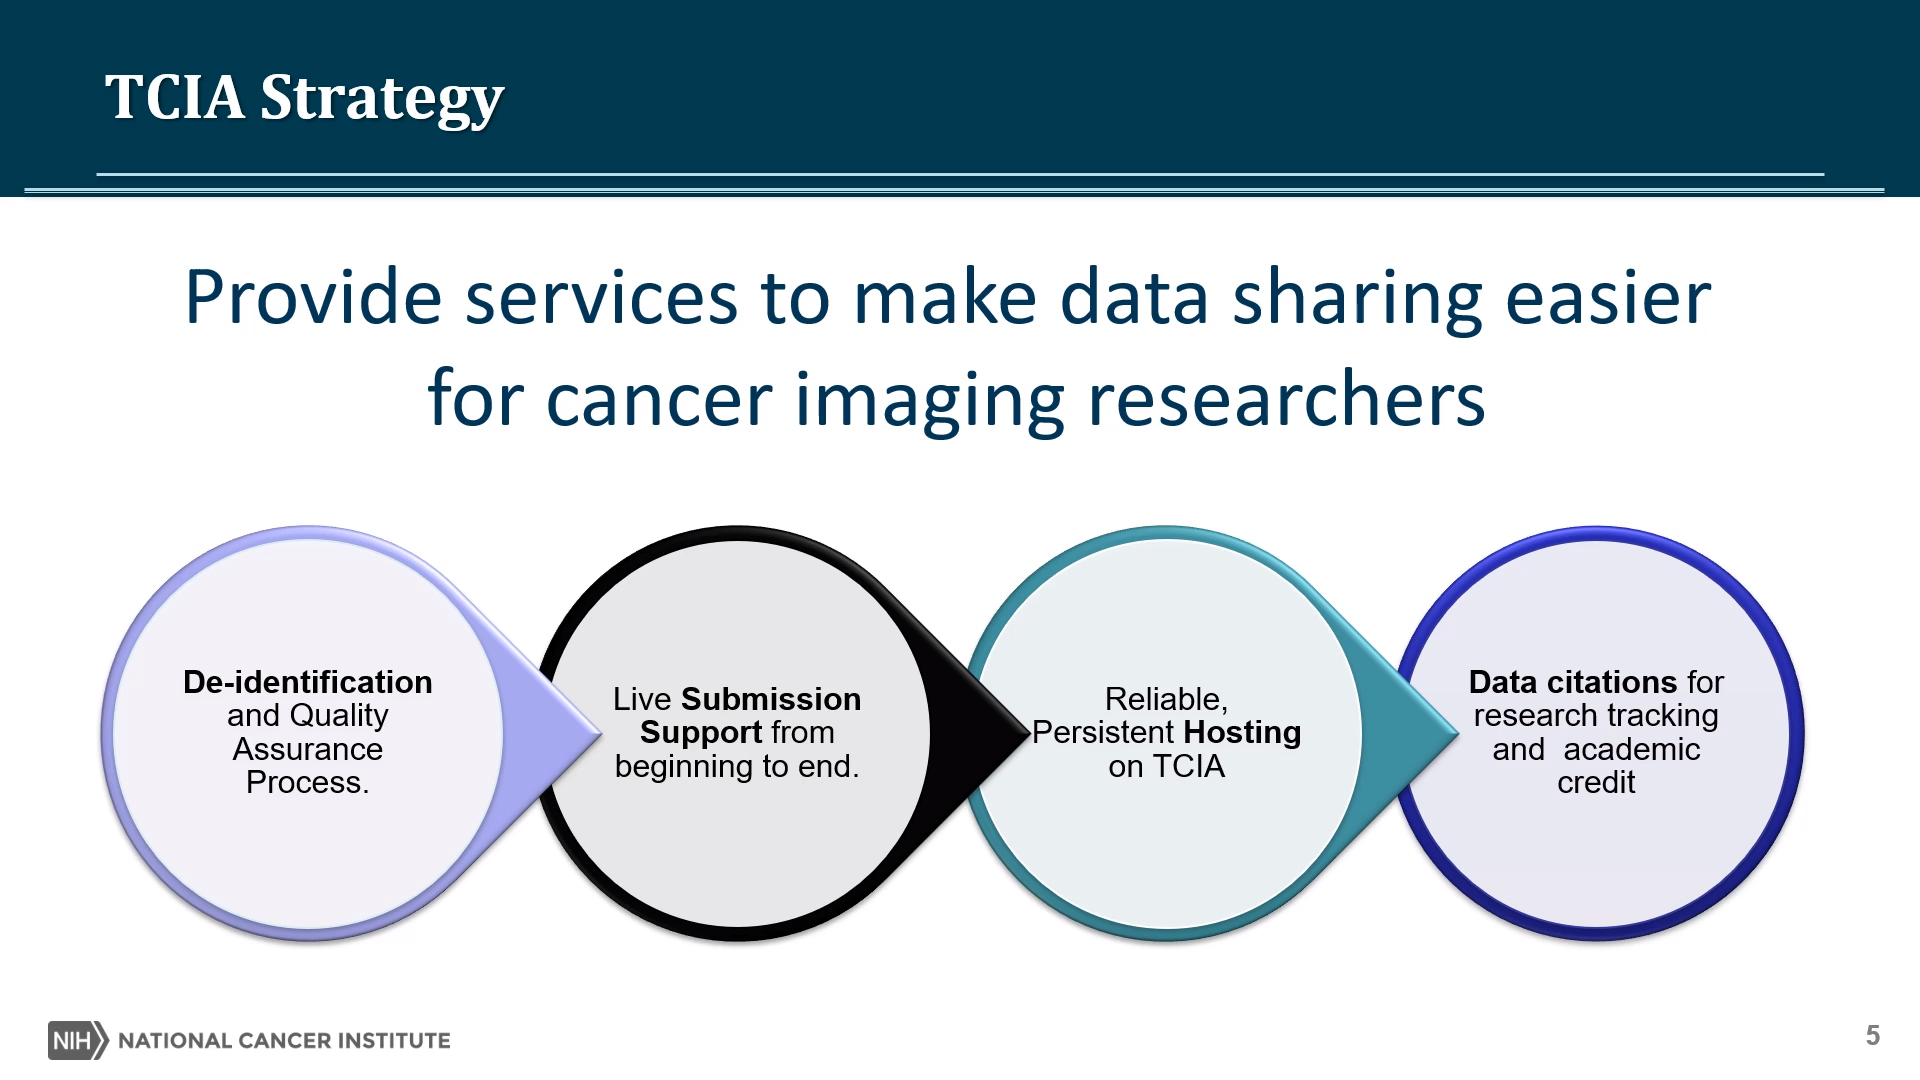 TCIA Strategy
Provide services to make data sharing easier
for cancer imaging researchers
De-identification
and Quality
Assurance
Process.
Live Submission
Support from
beginning to end.
Reliable,
Persistent Hosting
on TCIA
Data citations for
research tracking
and  academic
credit
NIH NATIONAL CANCER INSTITUTE
5